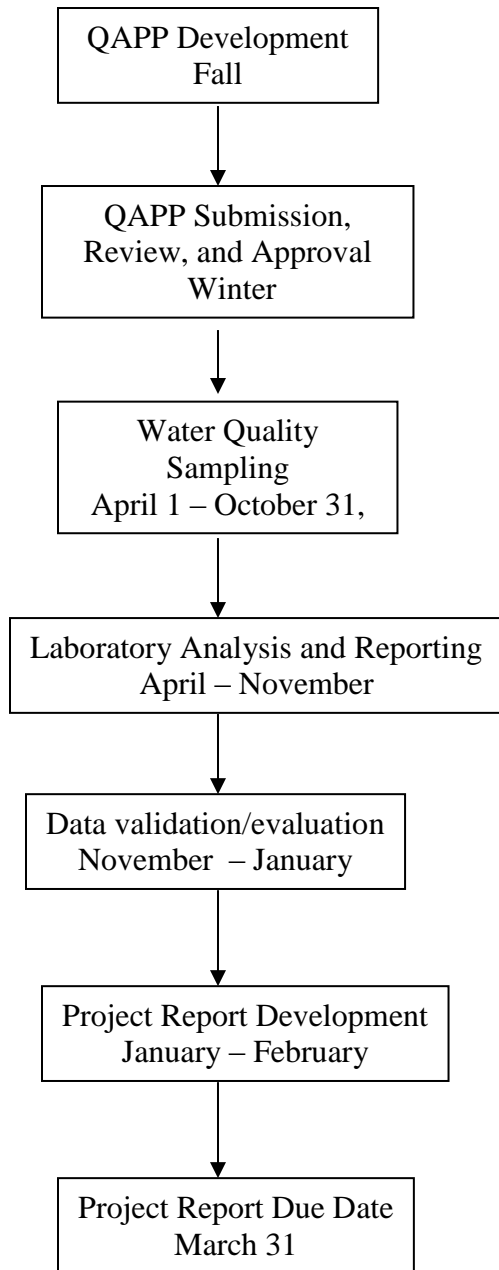 QAPP Development
Fall
QAPP Submission,
Review, and Approval
Winter
Water Quality
Sampling
April 1 – October 31,
Laboratory Analysis and Reporting
April – November
Data validation/evaluation
November – January
Project Report Development
January – February
Project Report Due Date
March 31